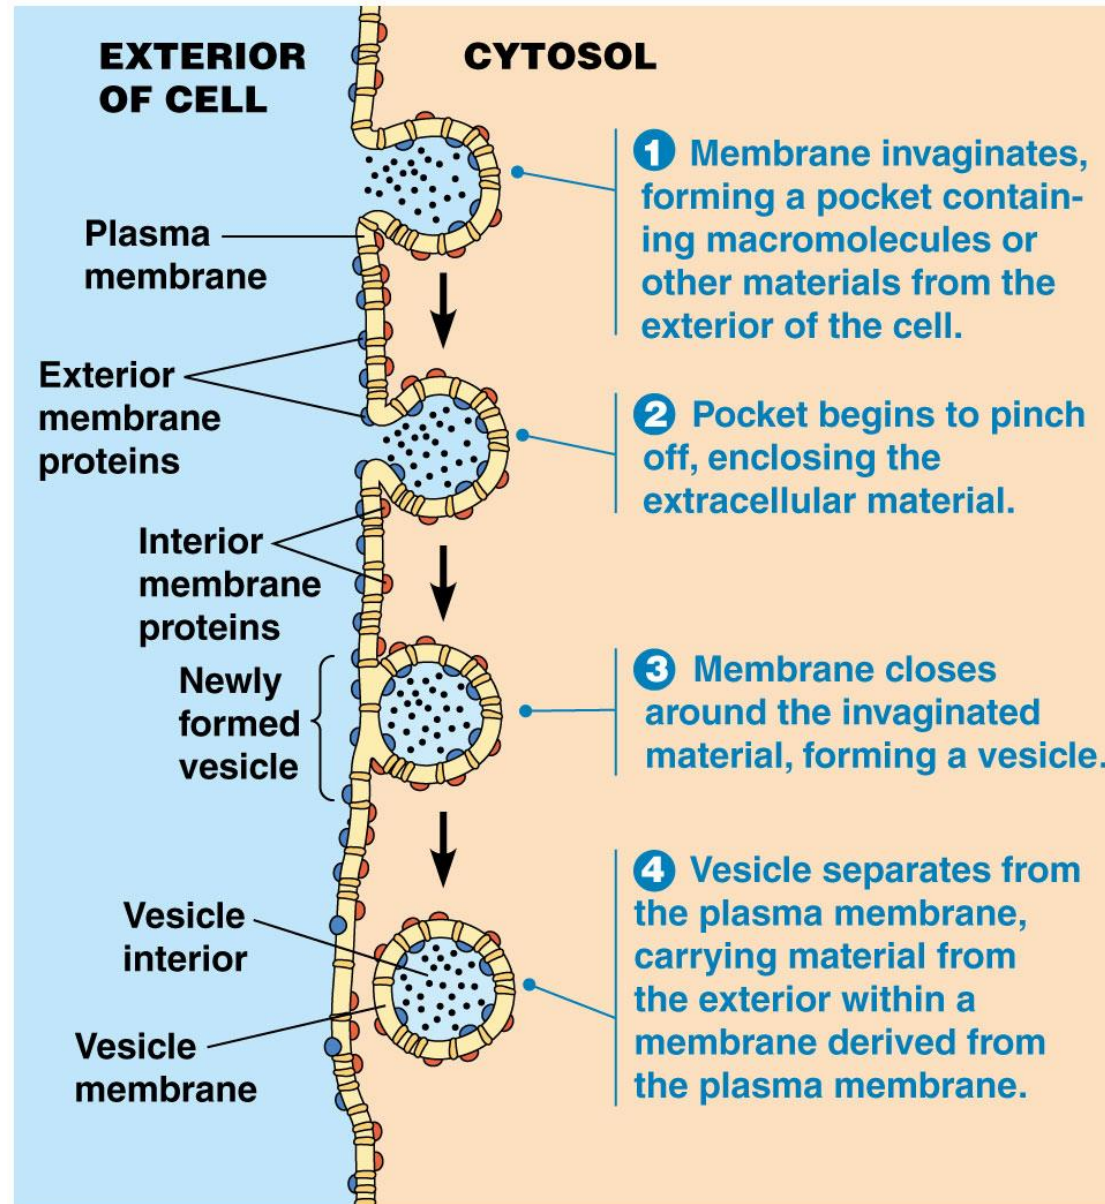 EXTERIOR
OF CELL
CYTOSOL
1 Membrane invaginates,
forming a pocket contain-
ing macromolecules or
other materials from the
exterior of the cell.
Plasma
membrane
Exterior
membrane
proteins
2 Pocket begins to pinch
off, enclosing the
extracellular material.
Interior
membrane
proteins
Newly
formed
vesicle
3 Membrane closes
around the invaginated
material, forming a vesicle.
4 Vesicle separates from
the plasma membrane,
carrying material from
the exterior within a
membrane derived from
the plasma membrane.
Vesicle
interior
Vesicle
membrane